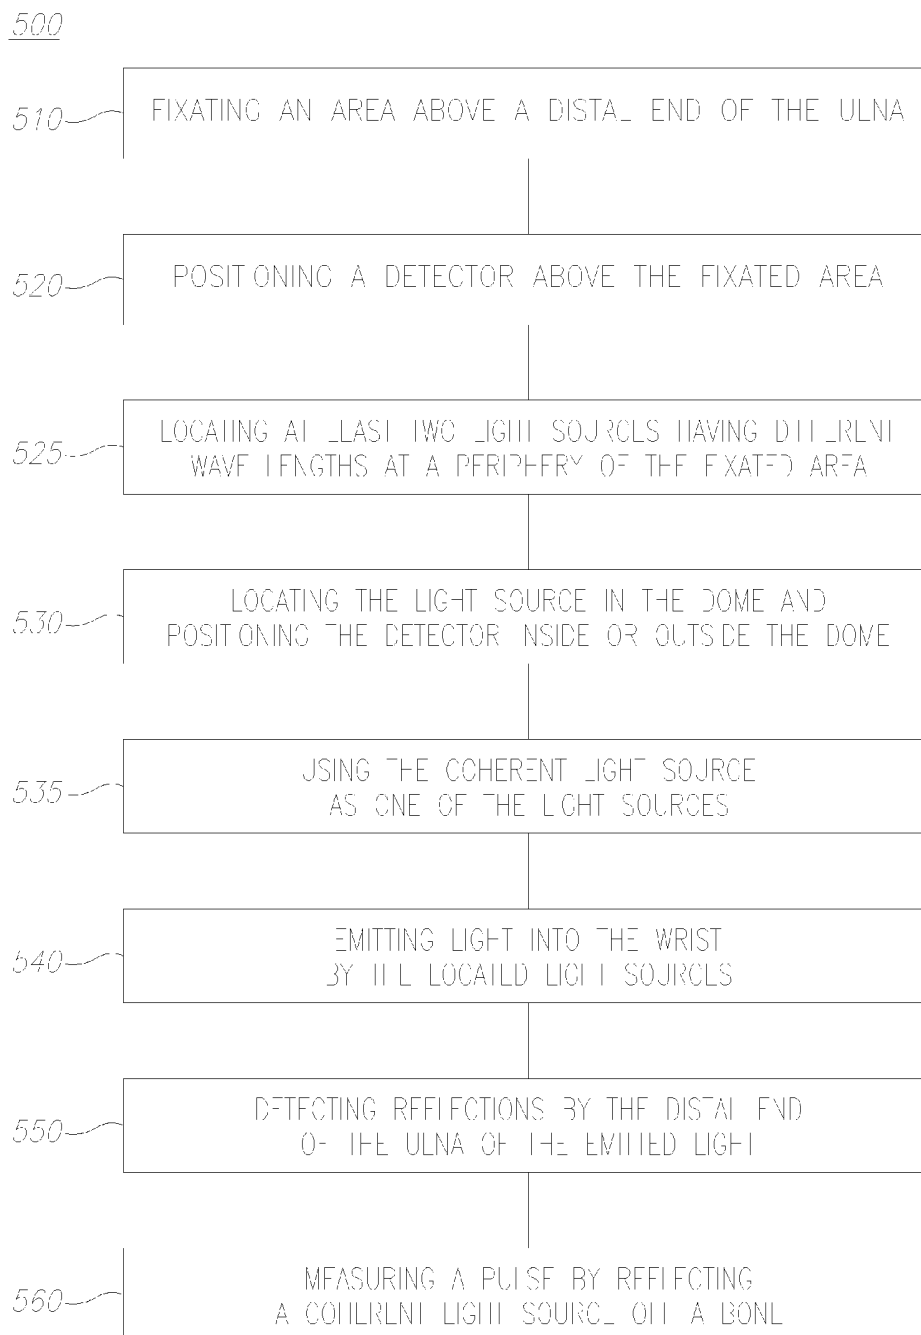 500
510
FIXATING AN AREA ABOVE A DISTAL END OF THE ULNA
520
POSITIONING A DETECTOR ABOVE THE FIXATED AREA
525
LOCATING AT LEAST TWO LIGHT SOURCES HAVING DIFFERENT
WAVE LENGTHS AT A PERIPHERY OF THE FIXATED AREA
530
LOCATING THE LIGHT SOURCE IN THE DOME AND
POSITIONING THE DETECTOR INSIDE OR OUTSIDE THE DOME
535
USING THE COHERENT LIGHT SOURCE
AS ONE OF THE LIGHT SOURCES
540
EMITTING LIGHT INTO THE WRIST
BY THE LOCATED LIGHT SOURCES
550
DETECTING REFLECTIONS BY THE DISTAL END
OF THE ULNA OF THE EMITTED LIGHT
560
MEASURING A PULSE BY REFLECTING
A COHERENT LIGHT SOURCE OFF A BONE